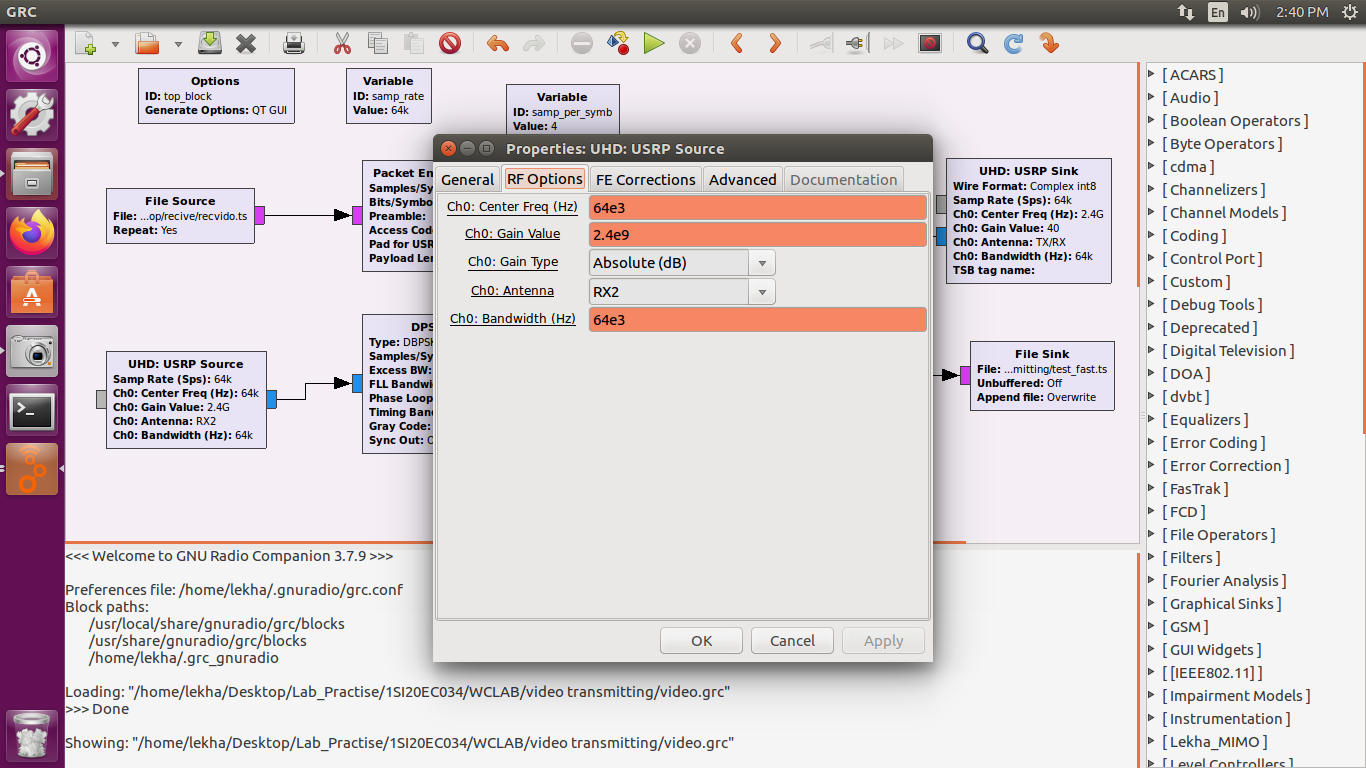 GRC
En
2:40 PM
Options
ID: top_block
Generate Options: QT GUI
Variable
ID: samp_rate
Value: 64k
Variable
ID: samp_per_symb
Value: 4
File Source
File: ...op/recive/recvido.ts
Repeat: Yes
Packet En
Samples/Sy
Bits/Symbo
Preamble:
Access Code
Pad for USR
Payload Len
UHD: USRP Sink
Wire Format: Complex int8
Samp Rate (Sps): 64k
Ch0: Center Freq (Hz): 2.4G
Ch0: Gain Value: 40
Ch0: Antenna: TX/RX
Ch0: Bandwidth (Hz): 64k
TSB tag name:
UHD: USRP Source
Samp Rate (Sps): 64k
Ch0: Center Freq (Hz): 64k
Ch0: Gain Value: 2.4G
Ch0: Antenna: RX2
Ch0: Bandwidth (Hz): 64k
DPS
Type: DBPSK
Samples/Sy
Excess BW:
FLL Bandwi
Phase Loop
Timing Band
Gray Code:
Sync Out: O
File Sink
File: ...mitting/test_fast.ts
Unbuffered: Off
Append file: Overwrite
Properties: UHD: USRP Source
General RF Options FE Corrections Advanced Documentation
Ch0: Center Freq (Hz) 64e3
Ch0: Gain Value 2.4e9
Ch0: Gain Type Absolute (dB)
Ch0: Antenna RX2
Ch0: Bandwidth (Hz) 64e3
OK Cancel Apply
<<< Welcome to GNU Radio Companion 3.7.9 >>>
Preferences file: /home/lekha/.gnuradio/grc.conf
Block paths:
/usr/local/share/gnuradio/grc/blocks
/usr/share/gnuradio/grc/blocks
/home/lekha/.grc_gnuradio
Loading: "/home/lekha/Desktop/Lab_Practise/1SI20EC034/WCLAB/video transmitting/video.grc"
>>> Done
Showing: "/home/lekha/Desktop/Lab_Practise/1SI20EC034/WCLAB/video transmitting/video.grc"
[ ACARS ]
[ Audio ]
[ Boolean Operators ]
[ Byte Operators ]
[ cdma ]
[ Channelizers ]
[ Channel Models ]
[ Coding ]
[ Control Port ]
[ Custom ]
[ Debug Tools ]
[ Deprecated ]
[ Digital Television ]
[ DOA ]
[ dvbt ]
[ Equalizers ]
[ Error Coding ]
[ Error Correction ]
[ FasTrak ]
[ FCD ]
[ File Operators ]
[ Filters ]
[ Fourier Analysis ]
[ Graphical Sinks ]
[ GSM ]
[ GUI Widgets ]
[ [IEEE802.11] ]
[ Impairment Models ]
[ Instrumentation ]
[ Lekha_MIMO ]
[ Level Controllers ]